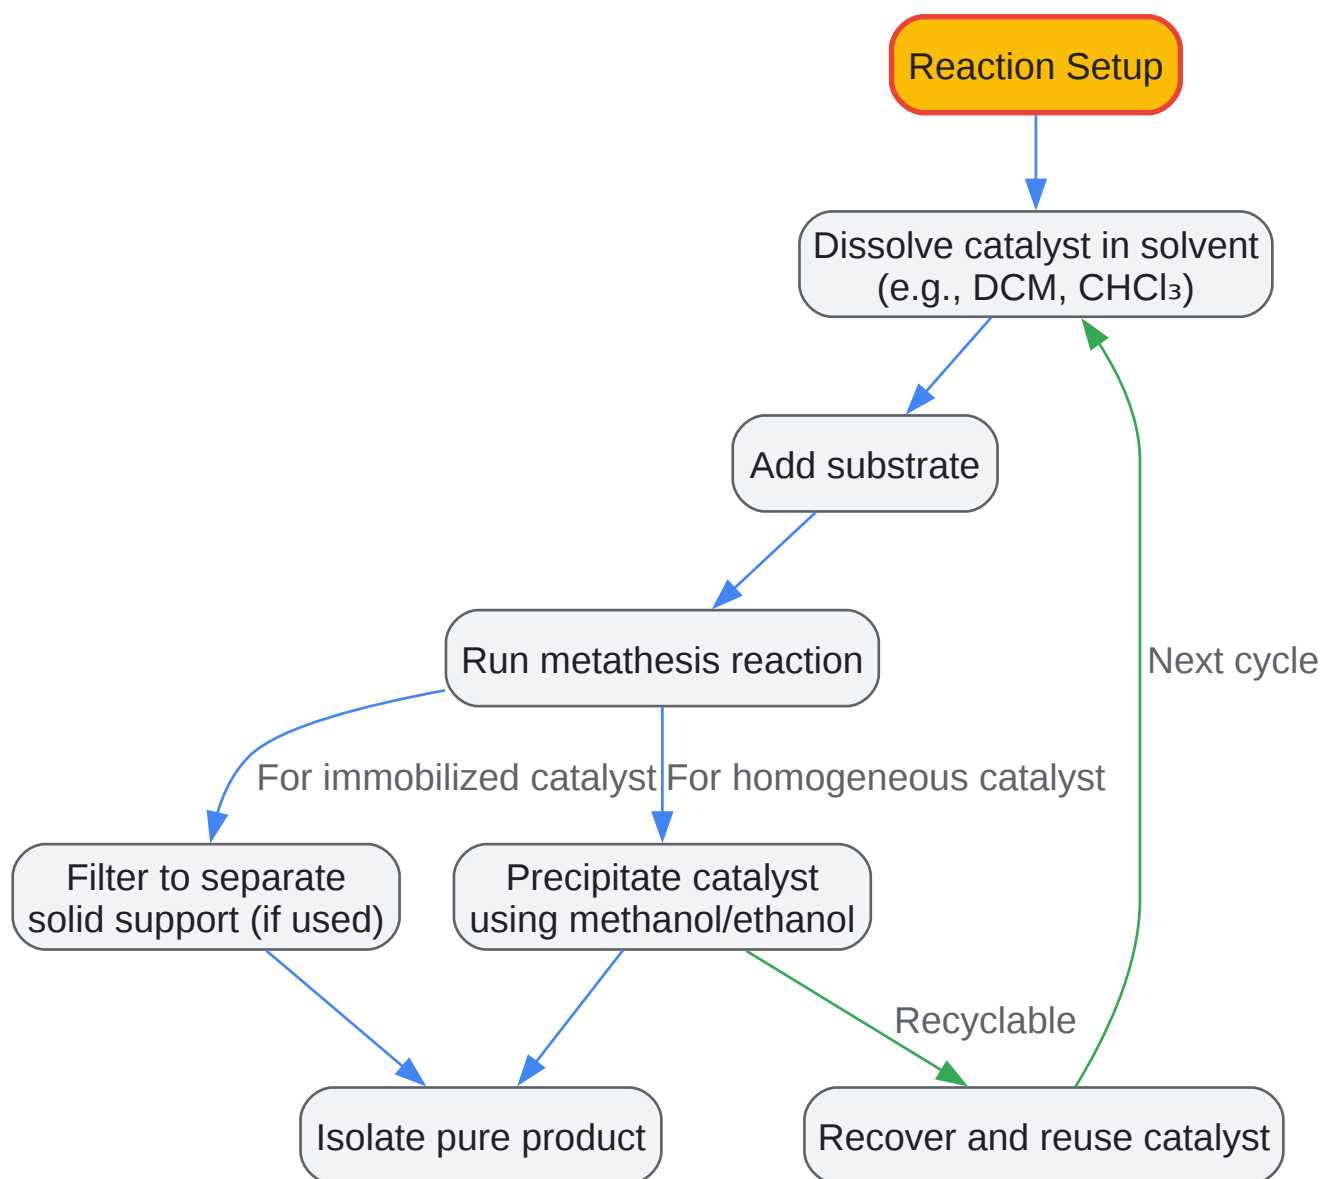 Reaction Setup
Dissolve catalyst in solvent
(e.g., DCM, CHCl₃)
Add substrate
Run metathesis reaction
Next cycle
For immobilized catalyst
For homogeneous catalyst
Filter to separate
solid support (if used)
Precipitate catalyst
using methanol/ethanol
Recyclable
Isolate pure product
Recover and reuse catalyst